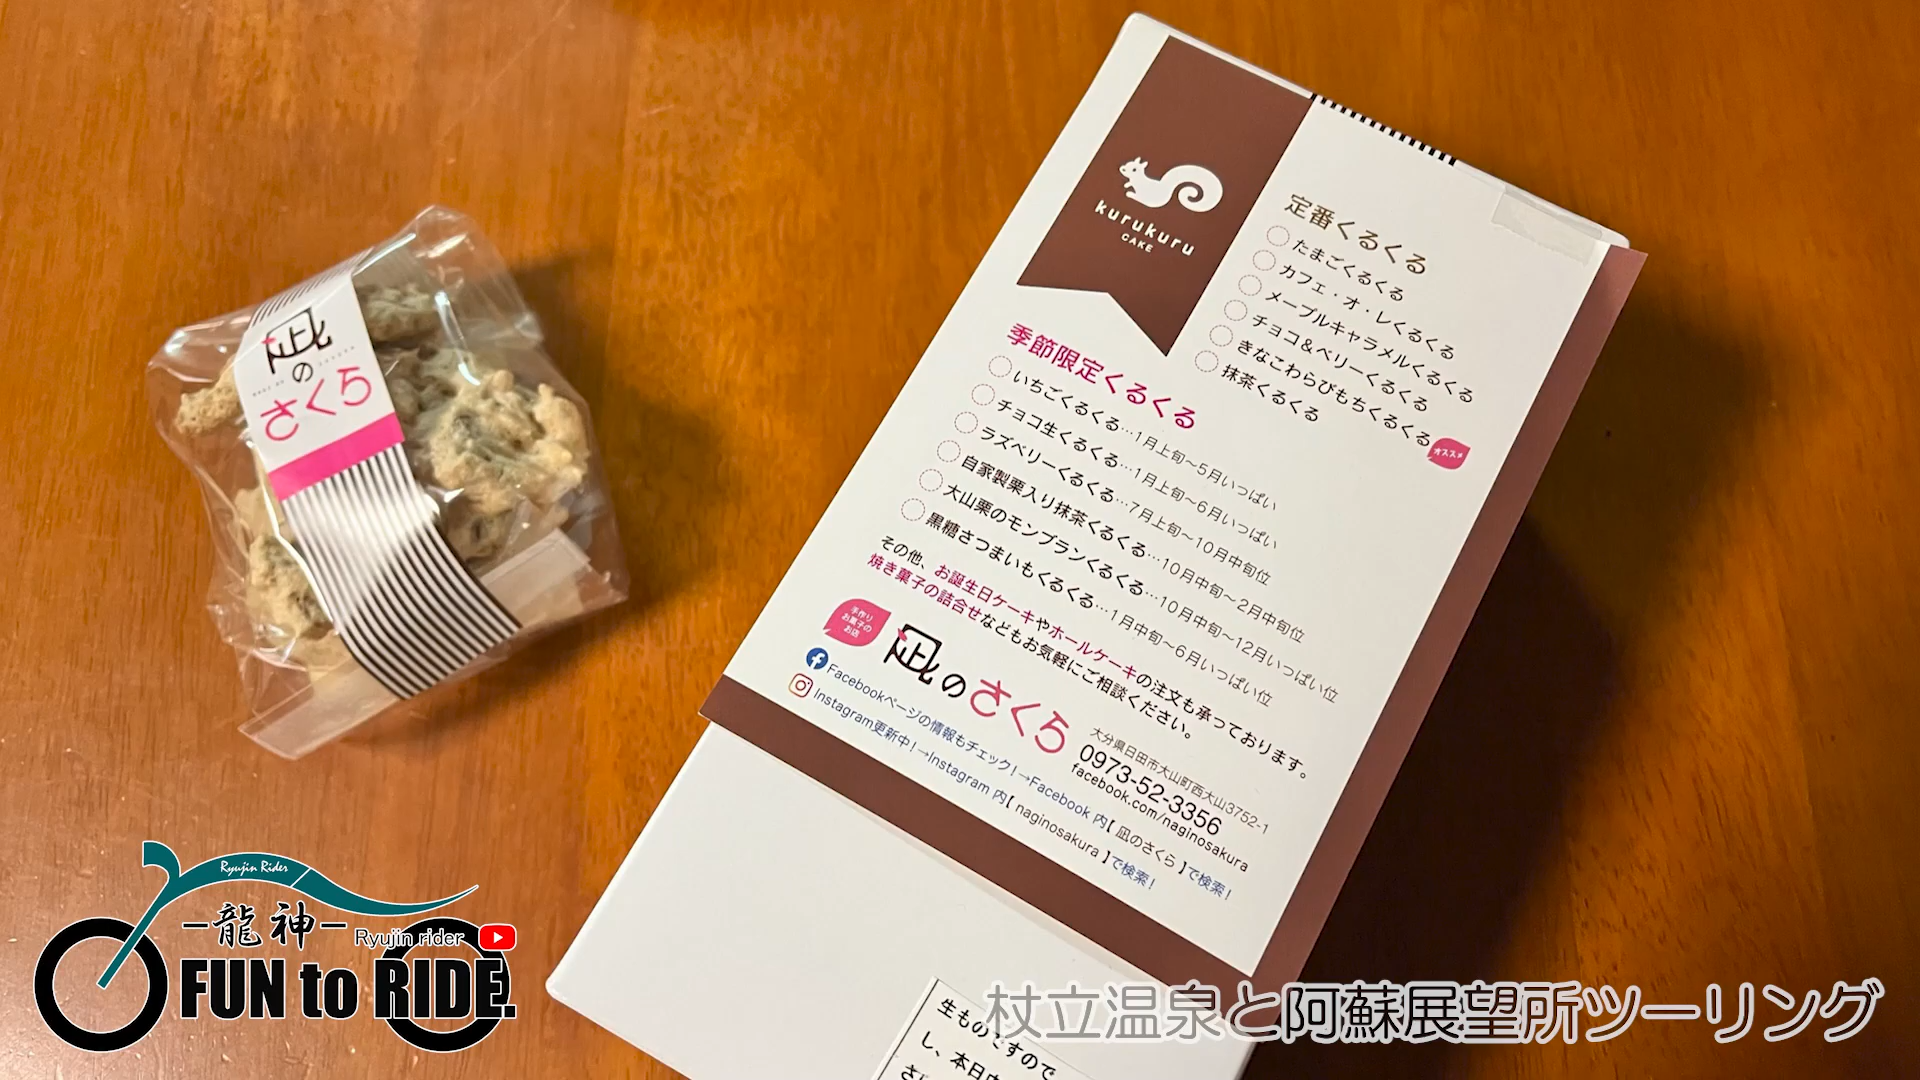 凪
の
さくら
kurukuru
CAKE
定番くるくる
たまごくるくる
カフェ・オ・レくるくる
メープルキャラメルくるくる
チョコ&ベリーくるくる
きなこわらびもちくるくる
オススメ
抹茶くるくる
季節限定くるくる
いちごくるくる…1月上旬〜5月いっぱい
チョコ生くるくる…1月上旬〜6月いっぱい
ラズベリーくるくる…7月上旬〜10月中旬位
自家製栗入り抹茶くるくる…10月中旬〜2月中旬位
大山栗のモンブランくるくる…10月中旬〜12月いっぱい位
黒糖さつまいもくるくる…1月中旬〜6月いっぱい位
その他、お誕生日ケーキやホールケーキの注文も承っております。
焼き菓子の詰合せなどもお気軽にご相談ください。
手作り
お菓子の
お店
凪のさくら
大分県日田市大山町西大山3752-1
0973-52-3356
facebook.com/naginosakura
Facebookページの情報もチェック!→Facebook 内【 凪のさくら 】で検索!
Instagram更新中!→Instagram 内【 naginosakura 】で検索!
生ものですので
し、本日中
Ryujin Rider
−龍神−
Ryujin rider
FUN to RIDE.
杖立温泉と阿蘇展望所ツーリング